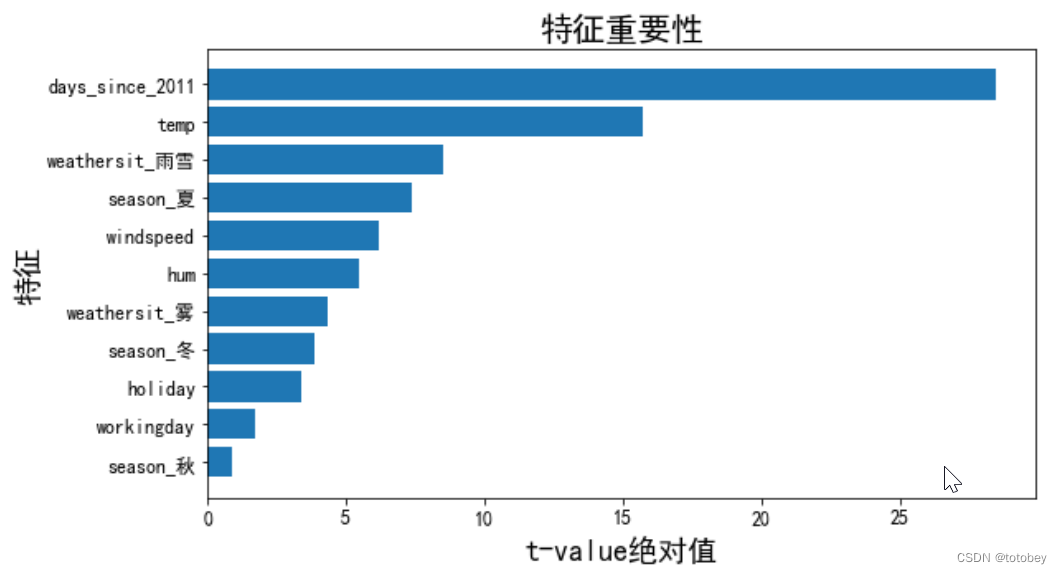 特征重要性
days_since_2011
temp
weathersit_雨雪
season_夏
windspeed
hum
weathersit_雾
season_冬
holiday
workingday
season_秋
特征
0 5 10 15 20 25
t-value绝对值
CSDN @totobey